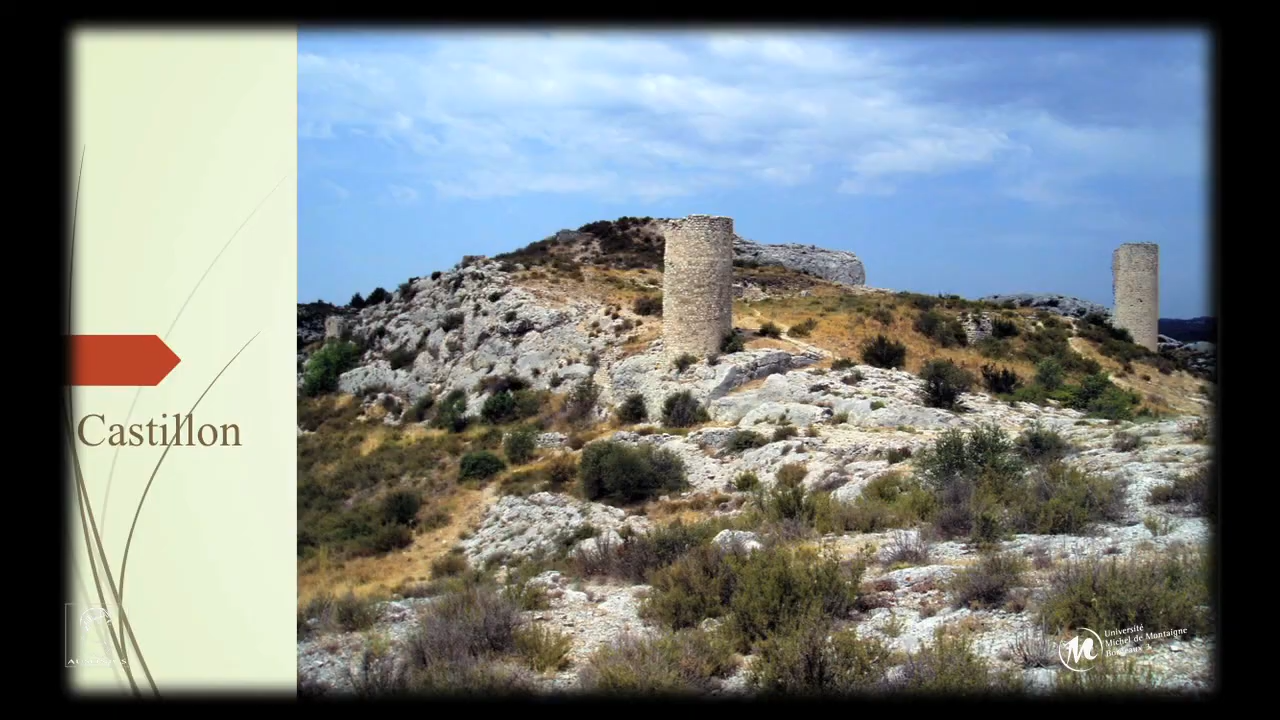 Castillon
Université
Michel de Montaigne
Bordeaux 3